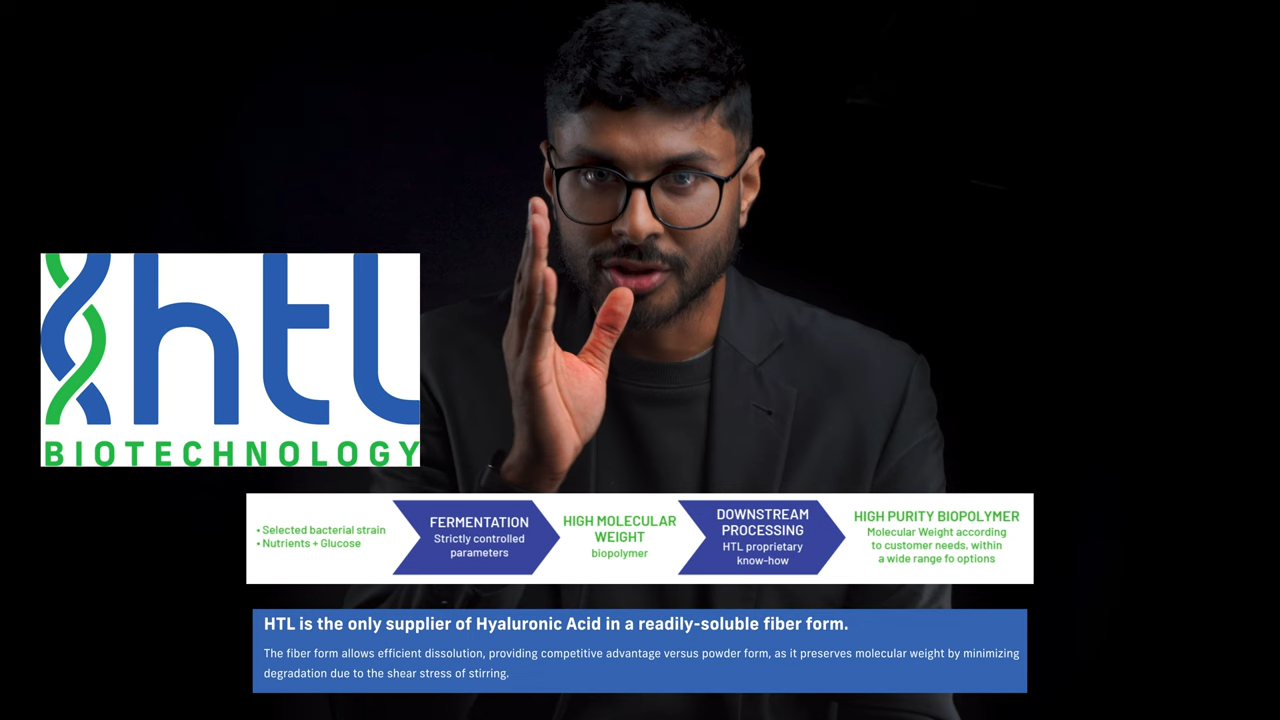 htl
BIOTECHNOLOGY
• Selected bacterial strain
• Nutrients + Glucose
FERMENTATION
Strictly controlled
parameters
HIGH MOLECULAR
WEIGHT
biopolymer
DOWNSTREAM
PROCESSING
HTL proprietary
know-how
HIGH PURITY BIOPOLYMER
Molecular Weight according
to customer needs, within
a wide range fo options
HTL is the only supplier of Hyaluronic Acid in a readily-soluble fiber form.
The fiber form allows efficient dissolution, providing competitive advantage versus powder form, as it preserves molecular weight by minimizing
degradation due to the shear stress of stirring.